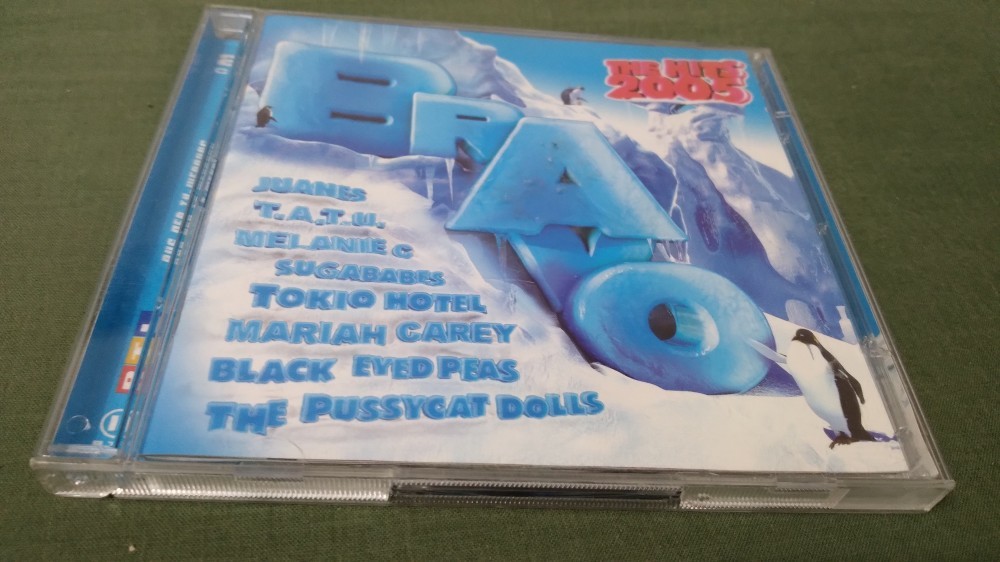 BRAVO
THE HITS
2005
JUANES
T.A.T.U.
MELANIE C
SUGABABES
TOKIO HOTEL
MARIAH CAREY
BLACK EYED PEAS
THE PUSSYCAT DOLLS